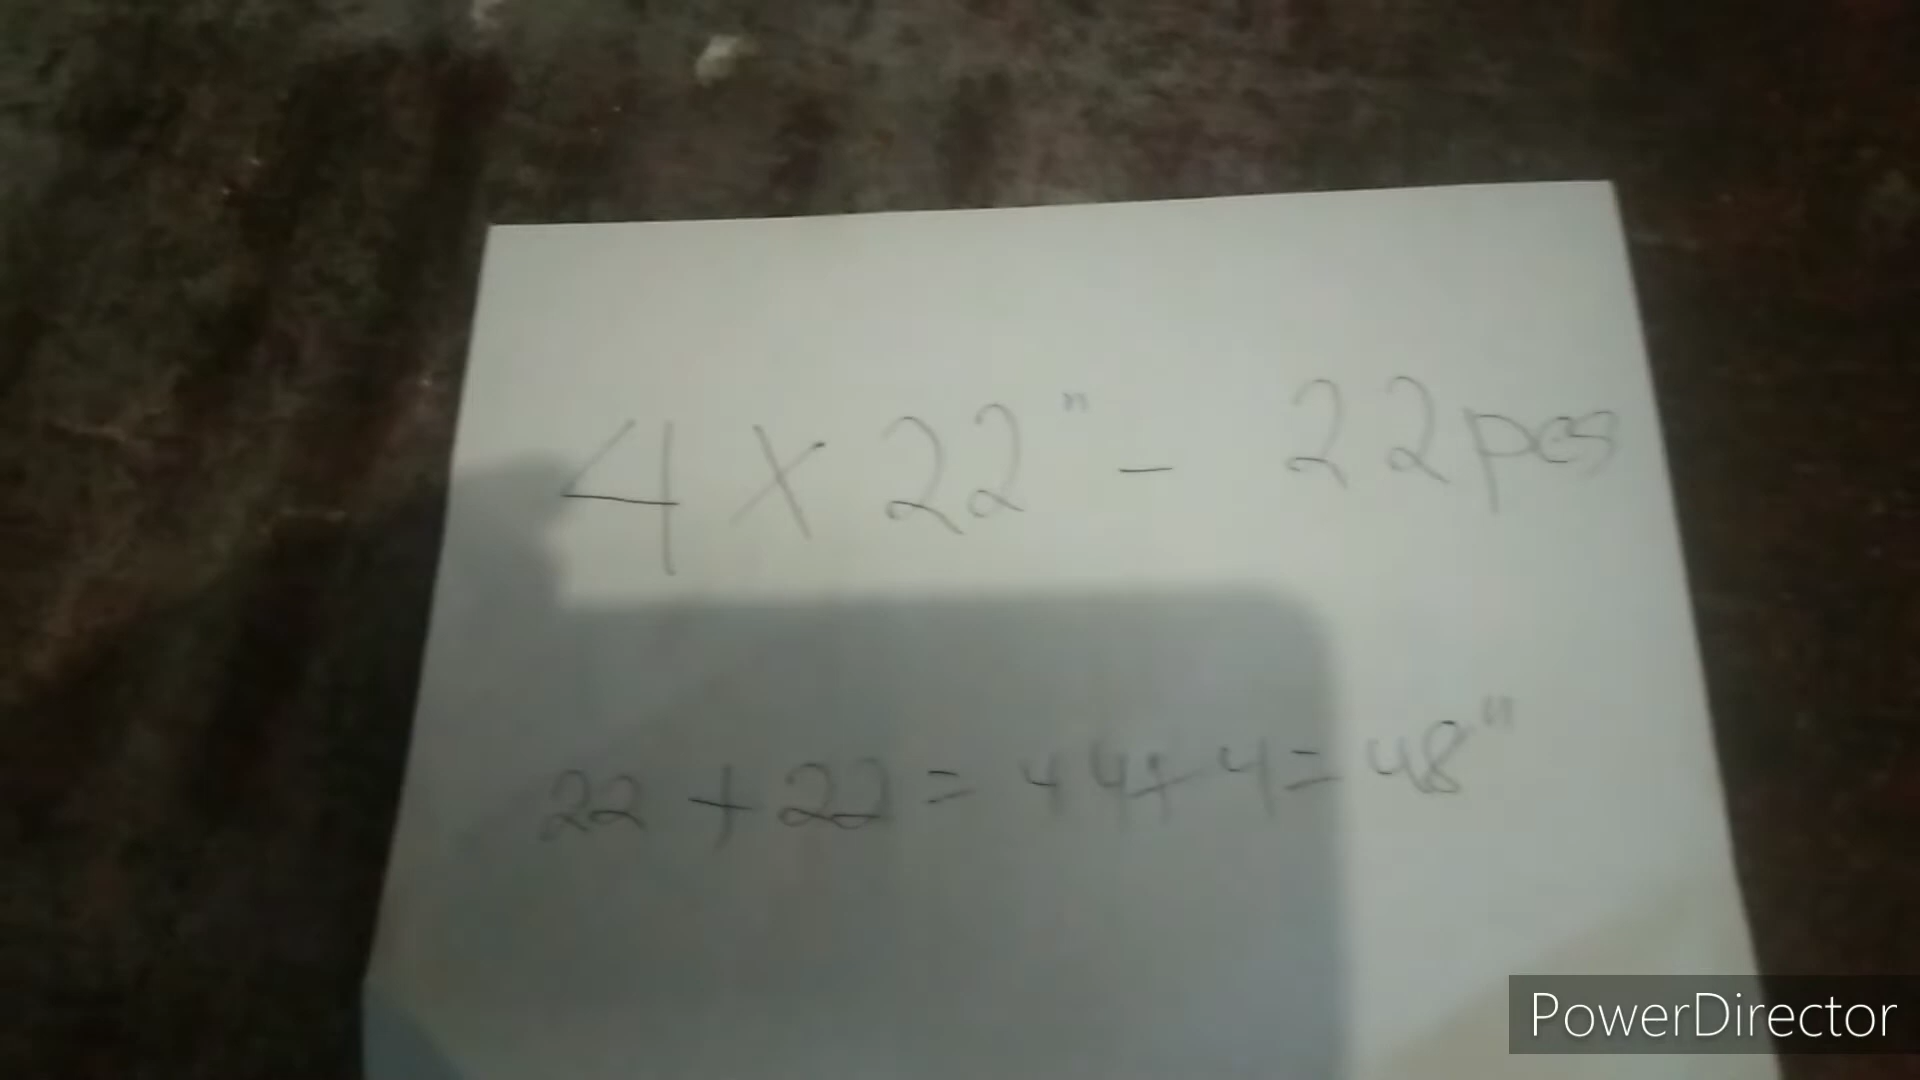 4 x 22" - 22pcs
22 + 22 = 44 + 4 = 48"
PowerDirector